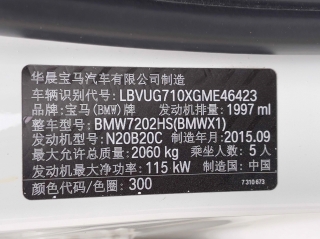 华晨宝马汽车有限公司制造
车辆识别代号: LBVUG710XGME46423
品牌: 宝马(BMW)牌 发动机排量: 1997 ml
型号: BMW7202HS(BMWX1)
发动机型号: N20B20C 制造年月: 2015.09
最大允许总质量: 2060 kg 乘坐人数: 5 人
发动机最大净功率: 115 kW 制造国: 中国
颜色代码/色圈: 300 7 310 673